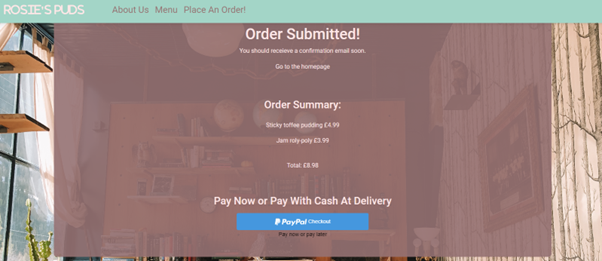 ROSIE'S PUDS About Us Menu Place An Order!
Order Submitted!
You should receieve a confirmation email soon.
Go to the homepage
Order Summary:
Sticky toffee pudding £4.99
Jam roly poly £3.99
Total: £8.98
Pay Now or Pay With Cash At Delivery
PayPal Checkout
Pay now or pay later